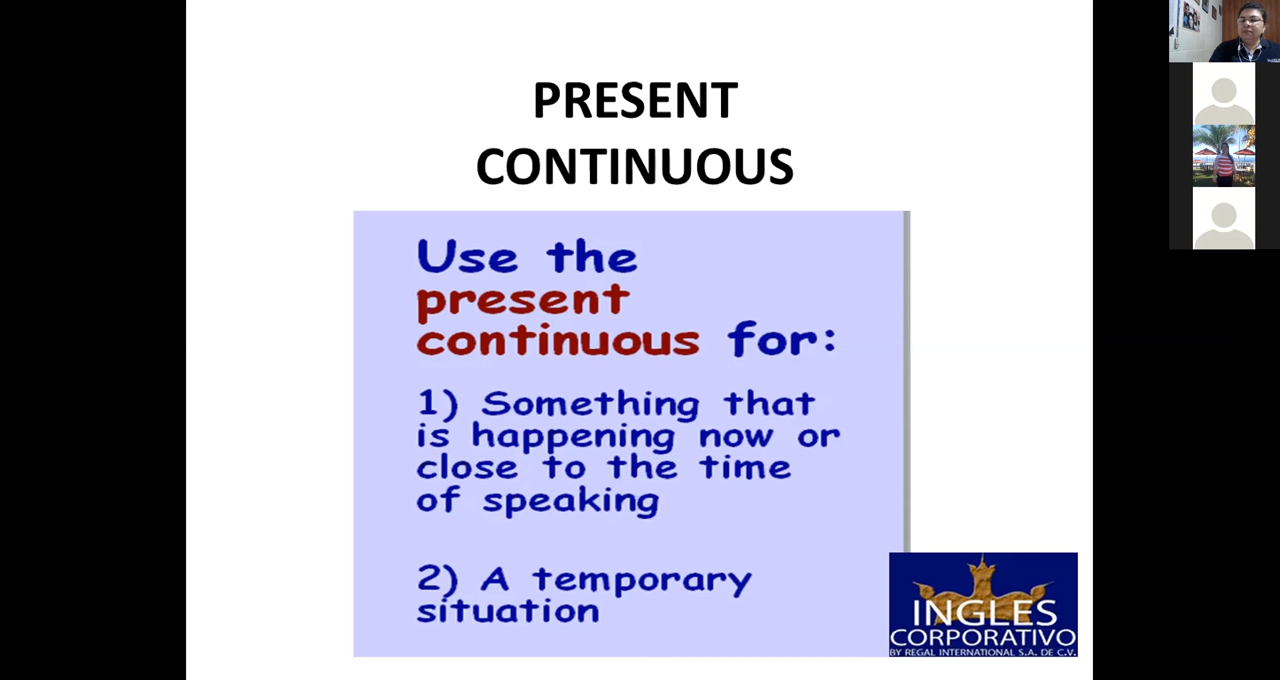 PRESENT
CONTINUOUS
Use the
present
continuous for:
1) Something that
is happening now or
close to the time
of speaking
2) A temporary
situation
INGLES
CORPORATIVO
BY REGAL INTERNATIONAL S.A. DE C.V.